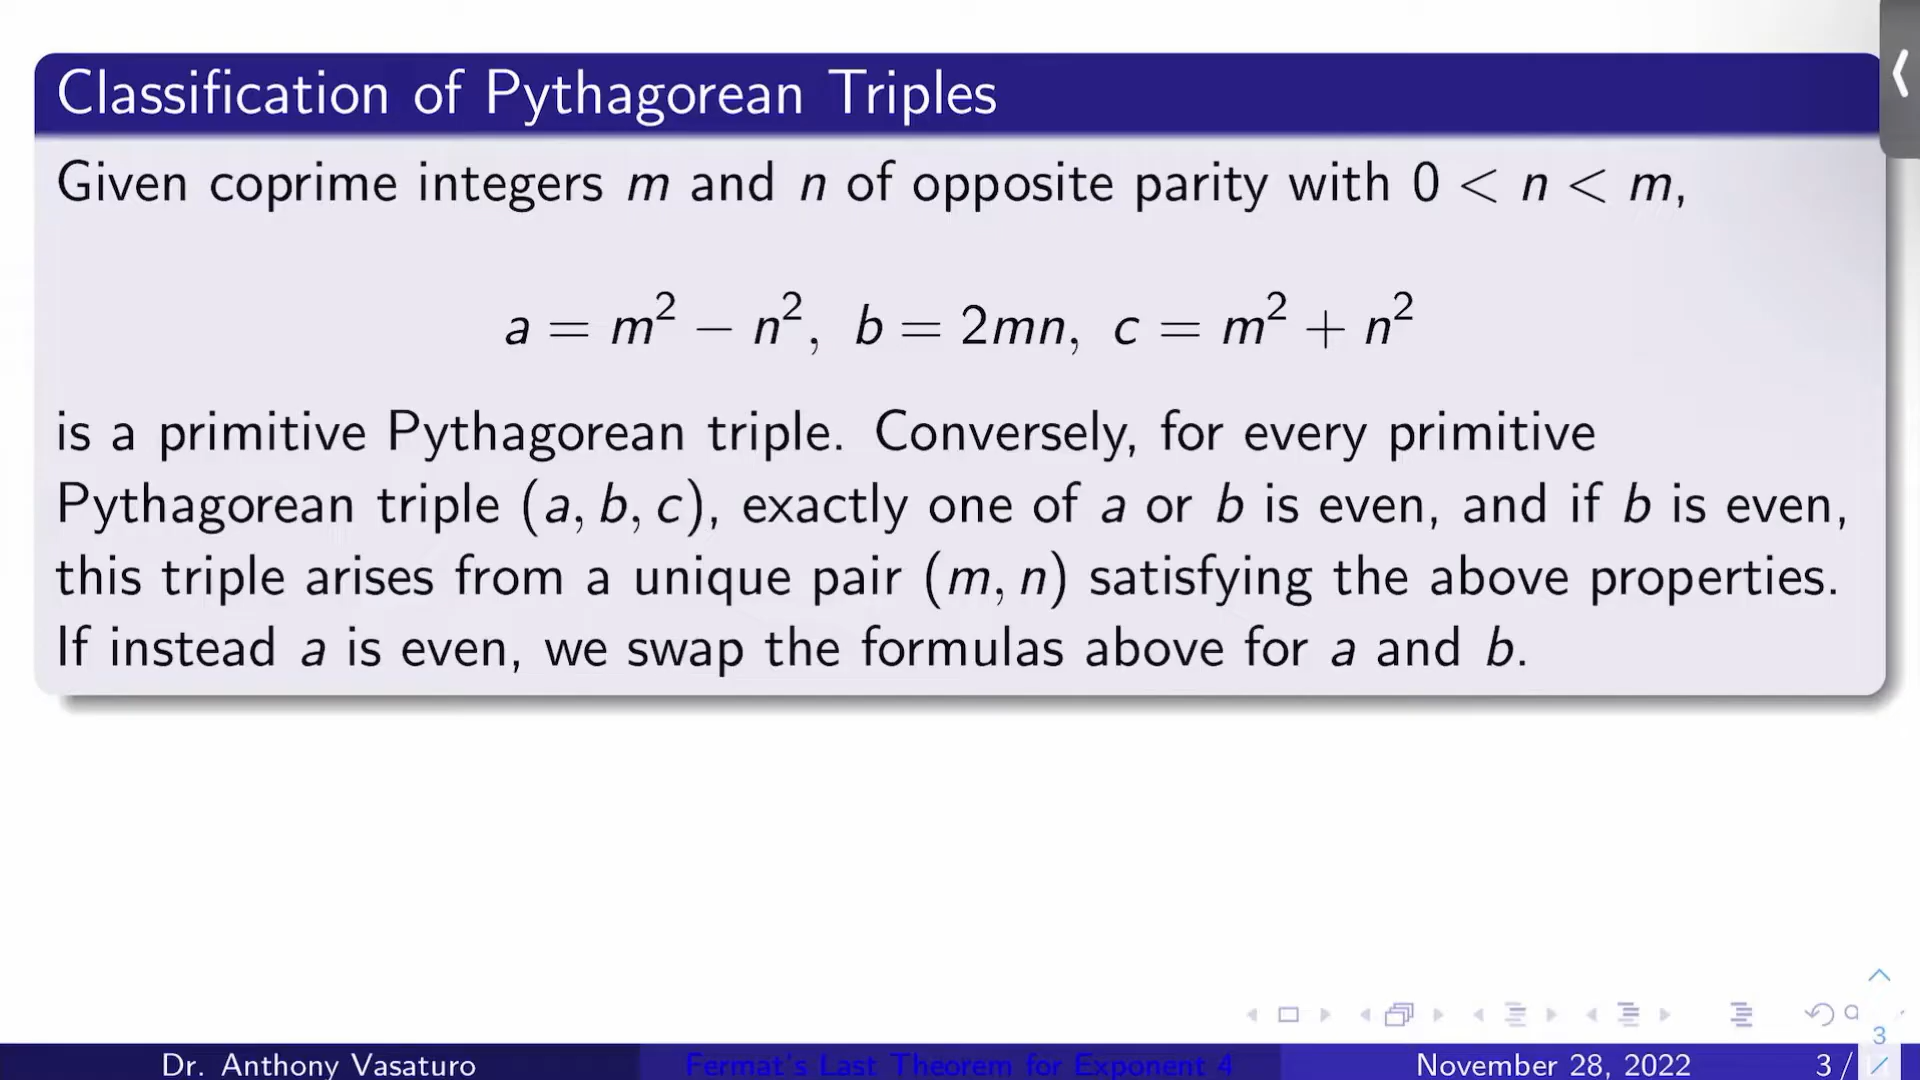 Classification of Pythagorean Triples
Given coprime integers m and n of opposite parity with 0 < n < m,
a = m² − n², b = 2mn, c = m² + n²
is a primitive Pythagorean triple. Conversely, for every primitive
Pythagorean triple (a, b, c), exactly one of a or b is even, and if b is even,
this triple arises from a unique pair (m, n) satisfying the above properties.
If instead a is even, we swap the formulas above for a and b.
3
Dr. Anthony Vasaturo Fermat's Last Theorem for Exponent 4 November 28, 2022 3 /